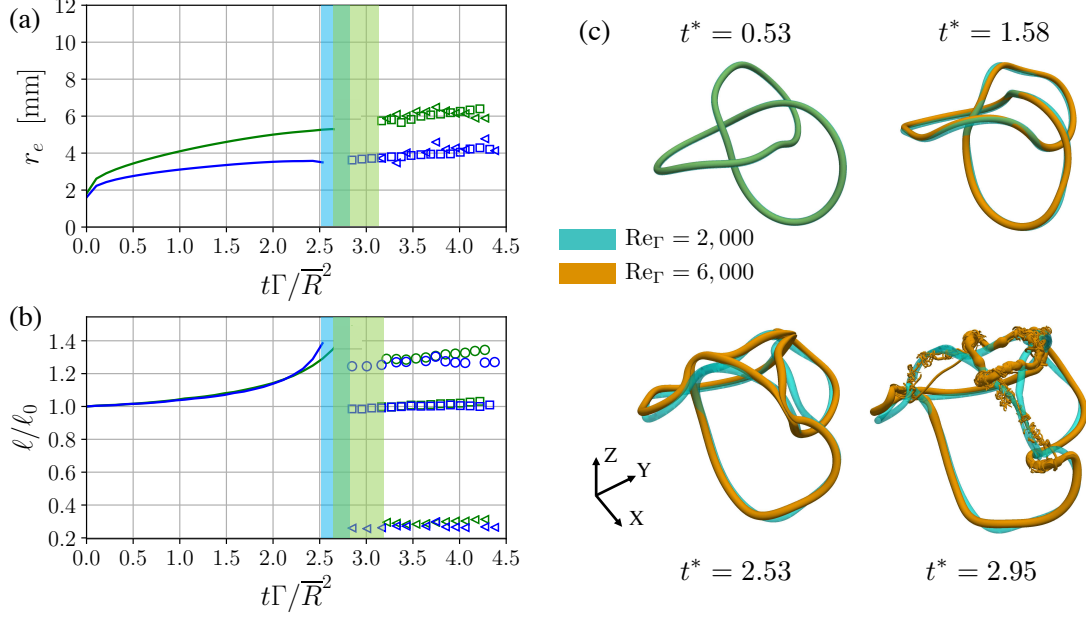 (a)
12
10
8
6
4
2
0
r_e [mm]
0.0 0.5 1.0 1.5 2.0 2.5 3.0 3.5 4.0 4.5
tΓ/R̅²
(b)
1.4
1.2
1.0
0.8
0.6
0.4
0.2
ℓ/ℓ₀
0.0 0.5 1.0 1.5 2.0 2.5 3.0 3.5 4.0 4.5
tΓ/R̅²
(c)
t* = 0.53
t* = 1.58
Re_Γ = 2,000
Re_Γ = 6,000
Z
Y
X
t* = 2.53
t* = 2.95